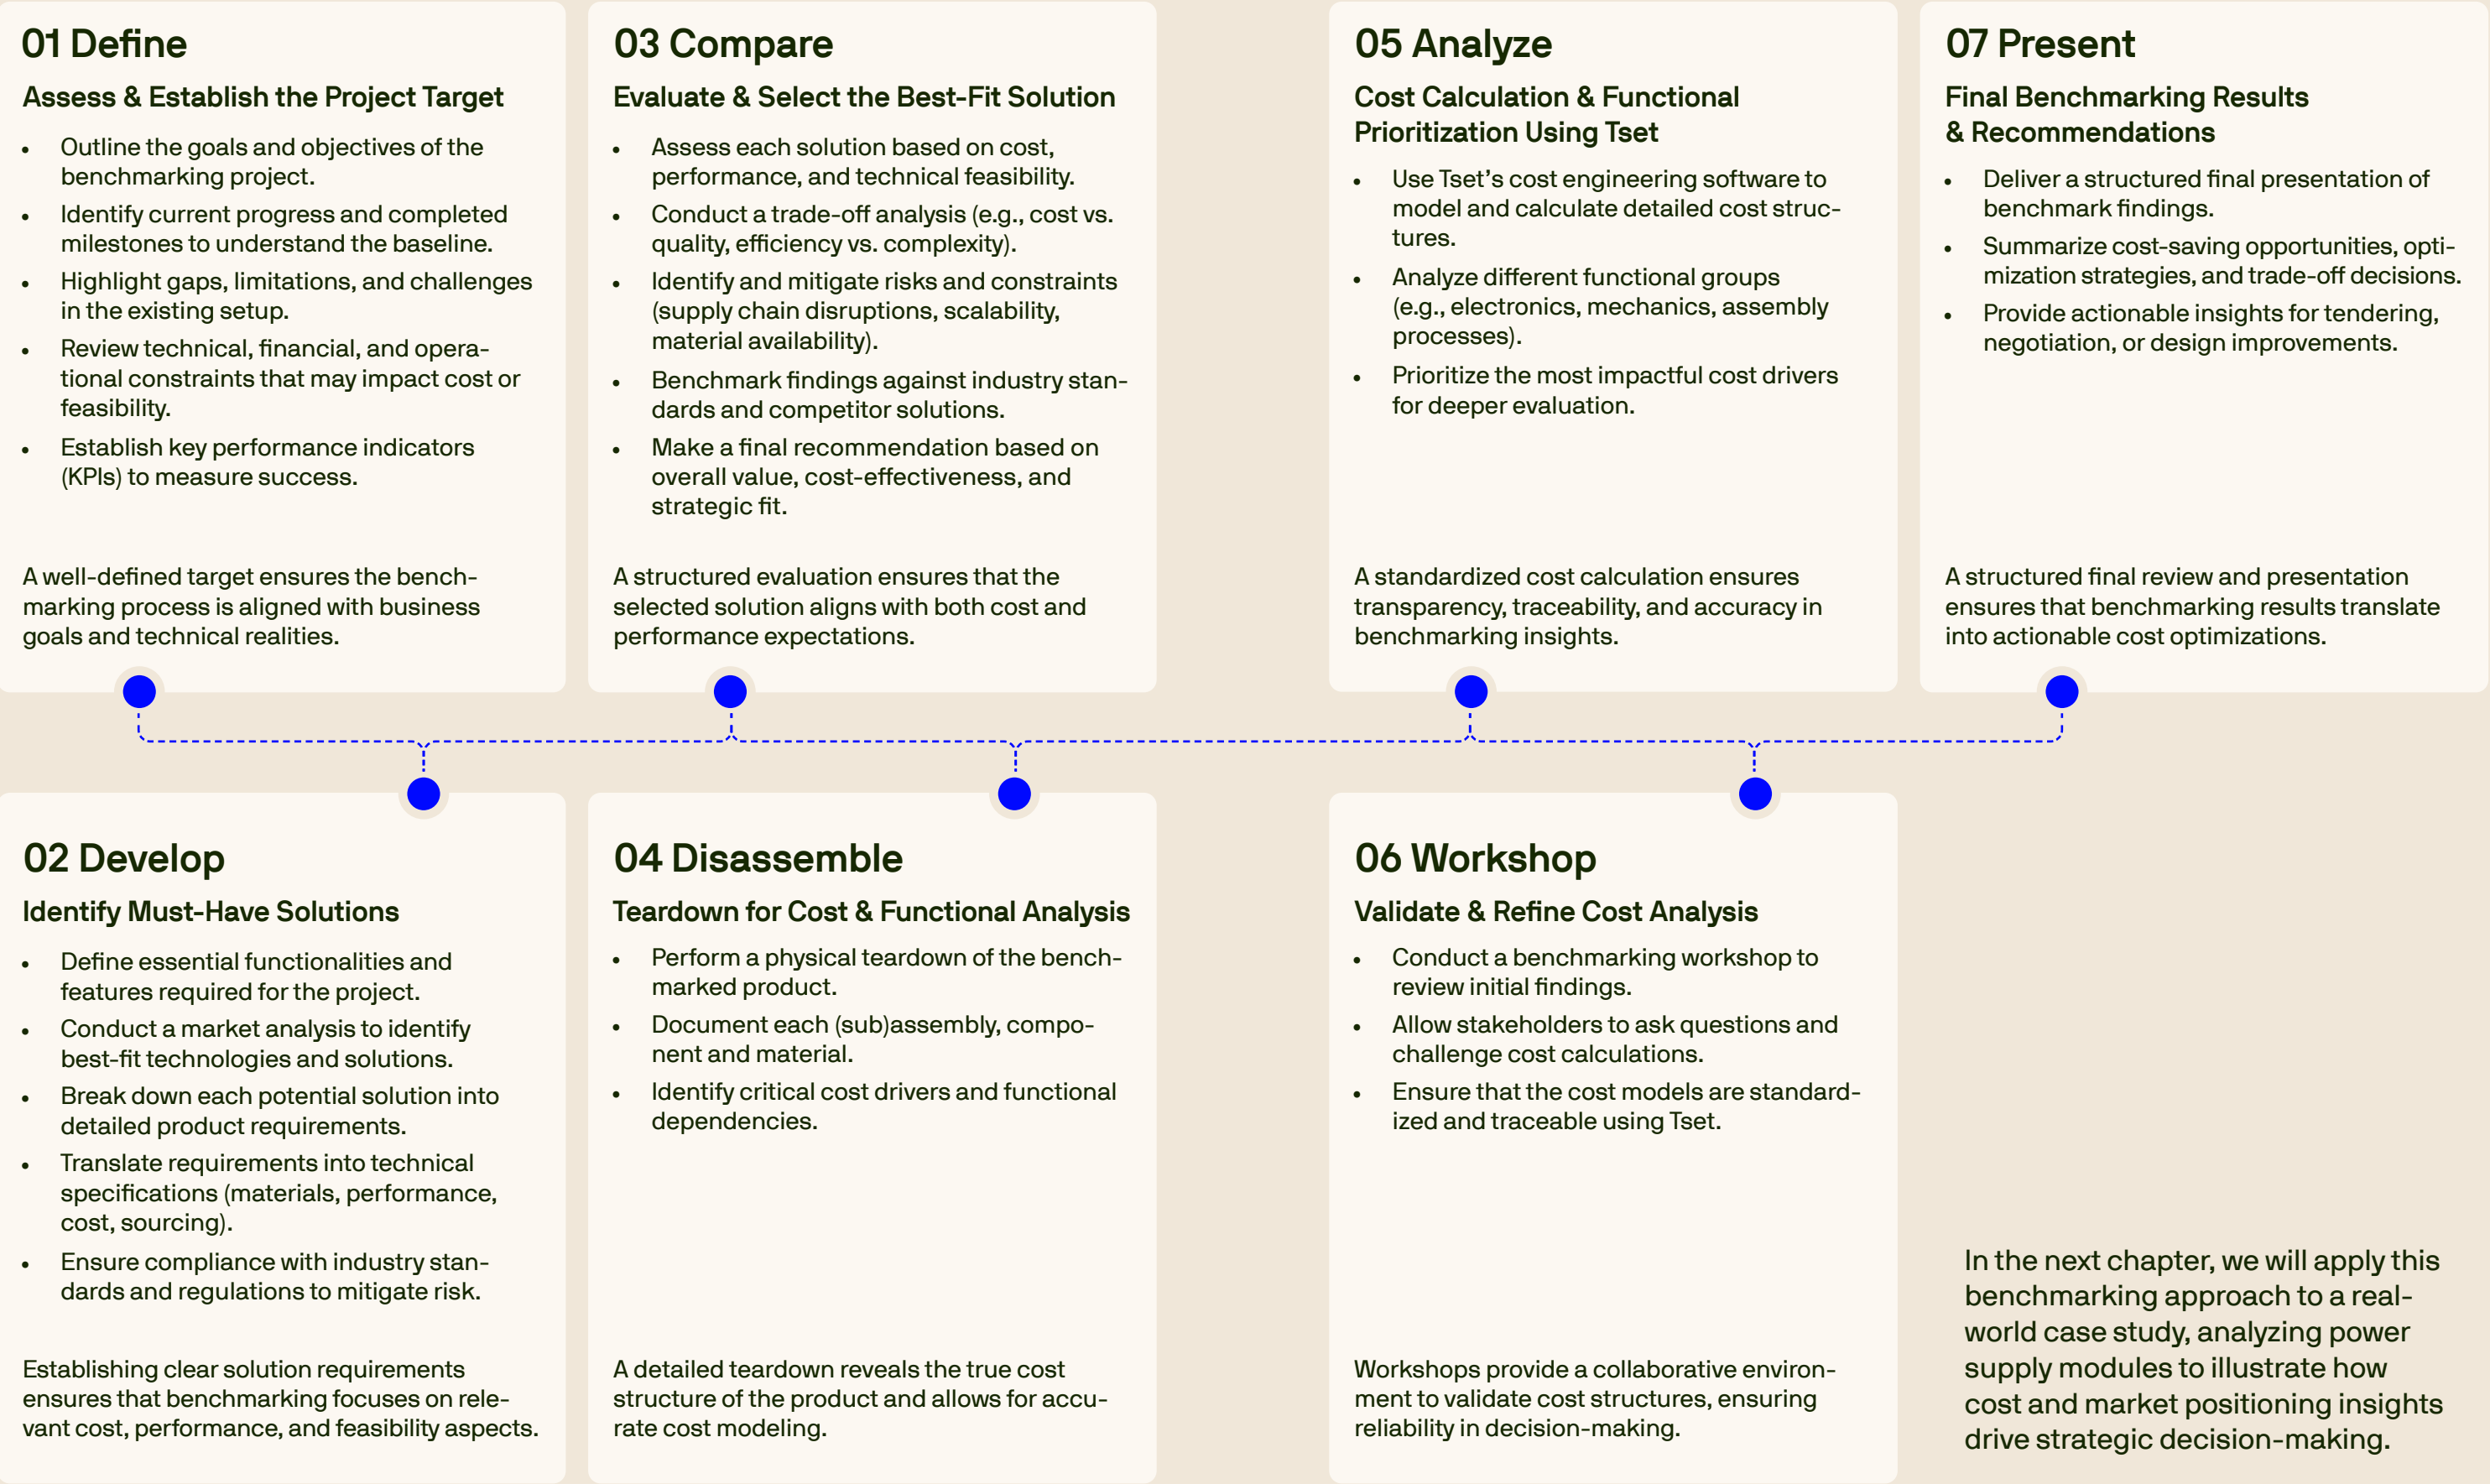 01 Define
Assess & Establish the Project Target
• Outline the goals and objectives of the
benchmarking project.
• Identify current progress and completed
milestones to understand the baseline.
• Highlight gaps, limitations, and challenges
in the existing setup.
• Review technical, financial, and opera-
tional constraints that may impact cost or
feasibility.
• Establish key performance indicators
(KPIs) to measure success.
A well-defined target ensures the bench-
marking process is aligned with business
goals and technical realities.
02 Develop
Identify Must-Have Solutions
• Define essential functionalities and
features required for the project.
• Conduct a market analysis to identify
best-fit technologies and solutions.
• Break down each potential solution into
detailed product requirements.
• Translate requirements into technical
specifications (materials, performance,
cost, sourcing).
• Ensure compliance with industry stan-
dards and regulations to mitigate risk.
Establishing clear solution requirements
ensures that benchmarking focuses on rele-
vant cost, performance, and feasibility aspects.
03 Compare
Evaluate & Select the Best-Fit Solution
• Assess each solution based on cost,
performance, and technical feasibility.
• Conduct a trade-off analysis (e.g., cost vs.
quality, efficiency vs. complexity).
• Identify and mitigate risks and constraints
(supply chain disruptions, scalability,
material availability).
• Benchmark findings against industry stan-
dards and competitor solutions.
• Make a final recommendation based on
overall value, cost-effectiveness, and
strategic fit.
A structured evaluation ensures that the
selected solution aligns with both cost and
performance expectations.
04 Disassemble
Teardown for Cost & Functional Analysis
• Perform a physical teardown of the bench-
marked product.
• Document each (sub)assembly, compo-
nent and material.
• Identify critical cost drivers and functional
dependencies.
A detailed teardown reveals the true cost
structure of the product and allows for accu-
rate cost modeling.
05 Analyze
Cost Calculation & Functional
Prioritization Using Tset
• Use Tset’s cost engineering software to
model and calculate detailed cost struc-
tures.
• Analyze different functional groups
(e.g., electronics, mechanics, assembly
processes).
• Prioritize the most impactful cost drivers
for deeper evaluation.
A standardized cost calculation ensures
transparency, traceability, and accuracy in
benchmarking insights.
06 Workshop
Validate & Refine Cost Analysis
• Conduct a benchmarking workshop to
review initial findings.
• Allow stakeholders to ask questions and
challenge cost calculations.
• Ensure that the cost models are standard-
ized and traceable using Tset.
Workshops provide a collaborative environ-
ment to validate cost structures, ensuring
reliability in decision-making.
07 Present
Final Benchmarking Results
& Recommendations
• Deliver a structured final presentation of
benchmark findings.
• Summarize cost-saving opportunities, opti-
mization strategies, and trade-off decisions.
• Provide actionable insights for tendering,
negotiation, or design improvements.
A structured final review and presentation
ensures that benchmarking results translate
into actionable cost optimizations.
In the next chapter, we will apply this
benchmarking approach to a real-
world case study, analyzing power
supply modules to illustrate how
cost and market positioning insights
drive strategic decision-making.